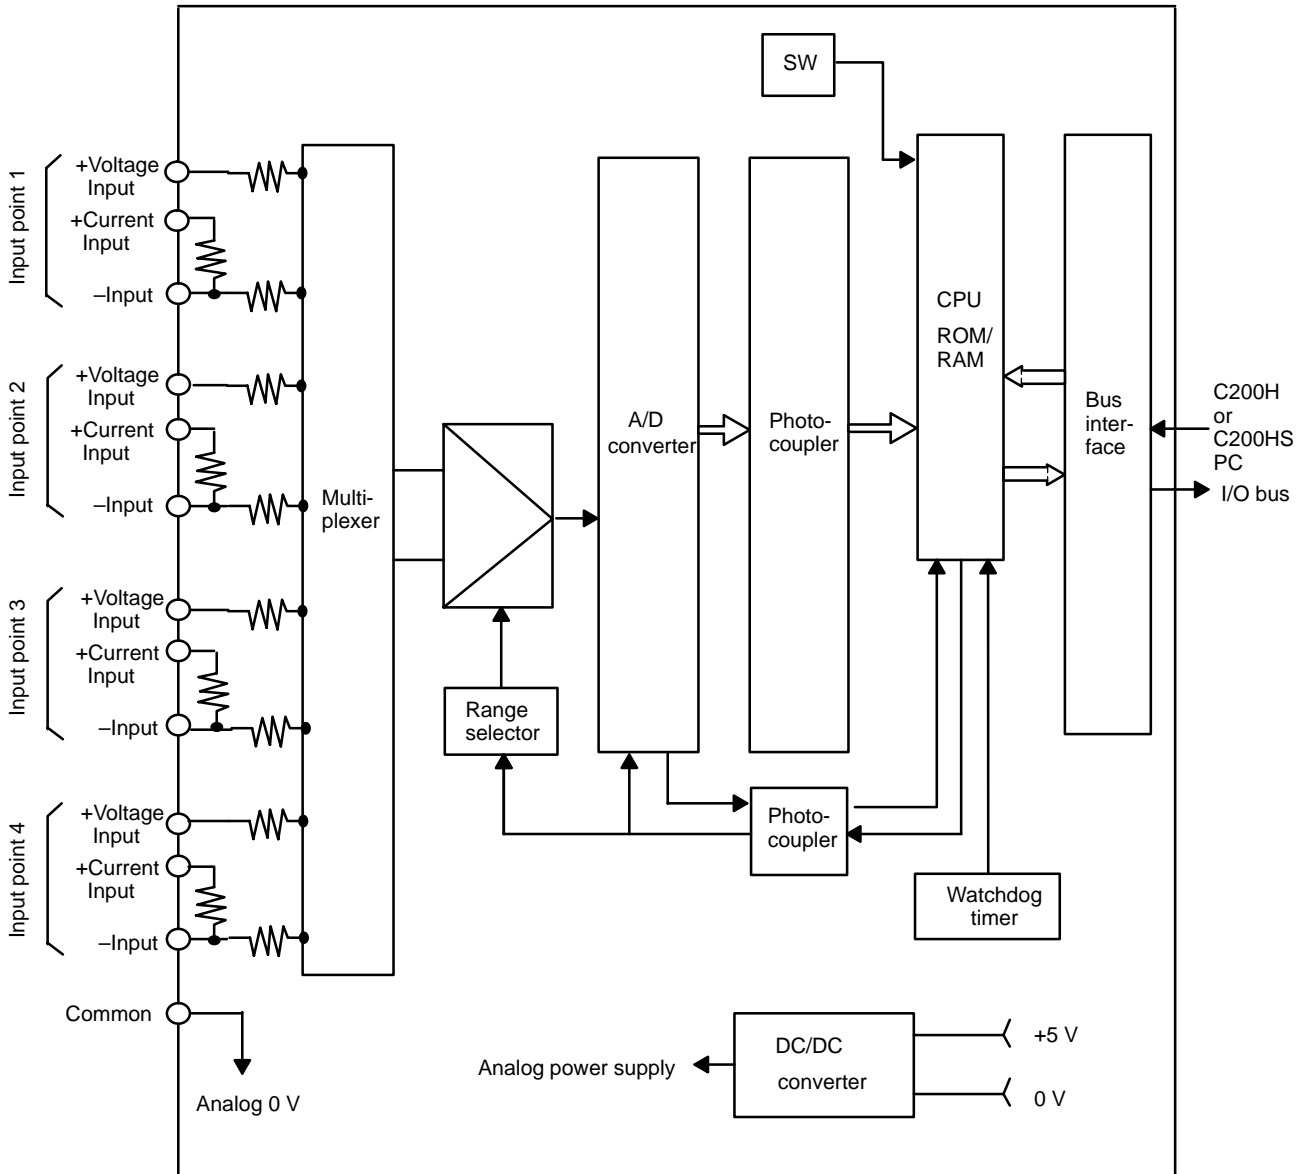 SW
Input point 1
+Voltage
Input
+Current
Input
–Input
Input point 2
+Voltage
Input
+Current
Input
–Input
Input point 3
+Voltage
Input
+Current
Input
–Input
Input point 4
+Voltage
Input
+Current
Input
–Input
Common
Analog 0 V
Multi-
plexer
Range
selector
A/D
converter
Photo-
coupler
CPU
ROM/
RAM
Bus
inter-
face
C200H
or
C200HS
PC
I/O bus
Photo-
coupler
Watchdog
timer
Analog power supply
DC/DC
converter
+5 V
0 V